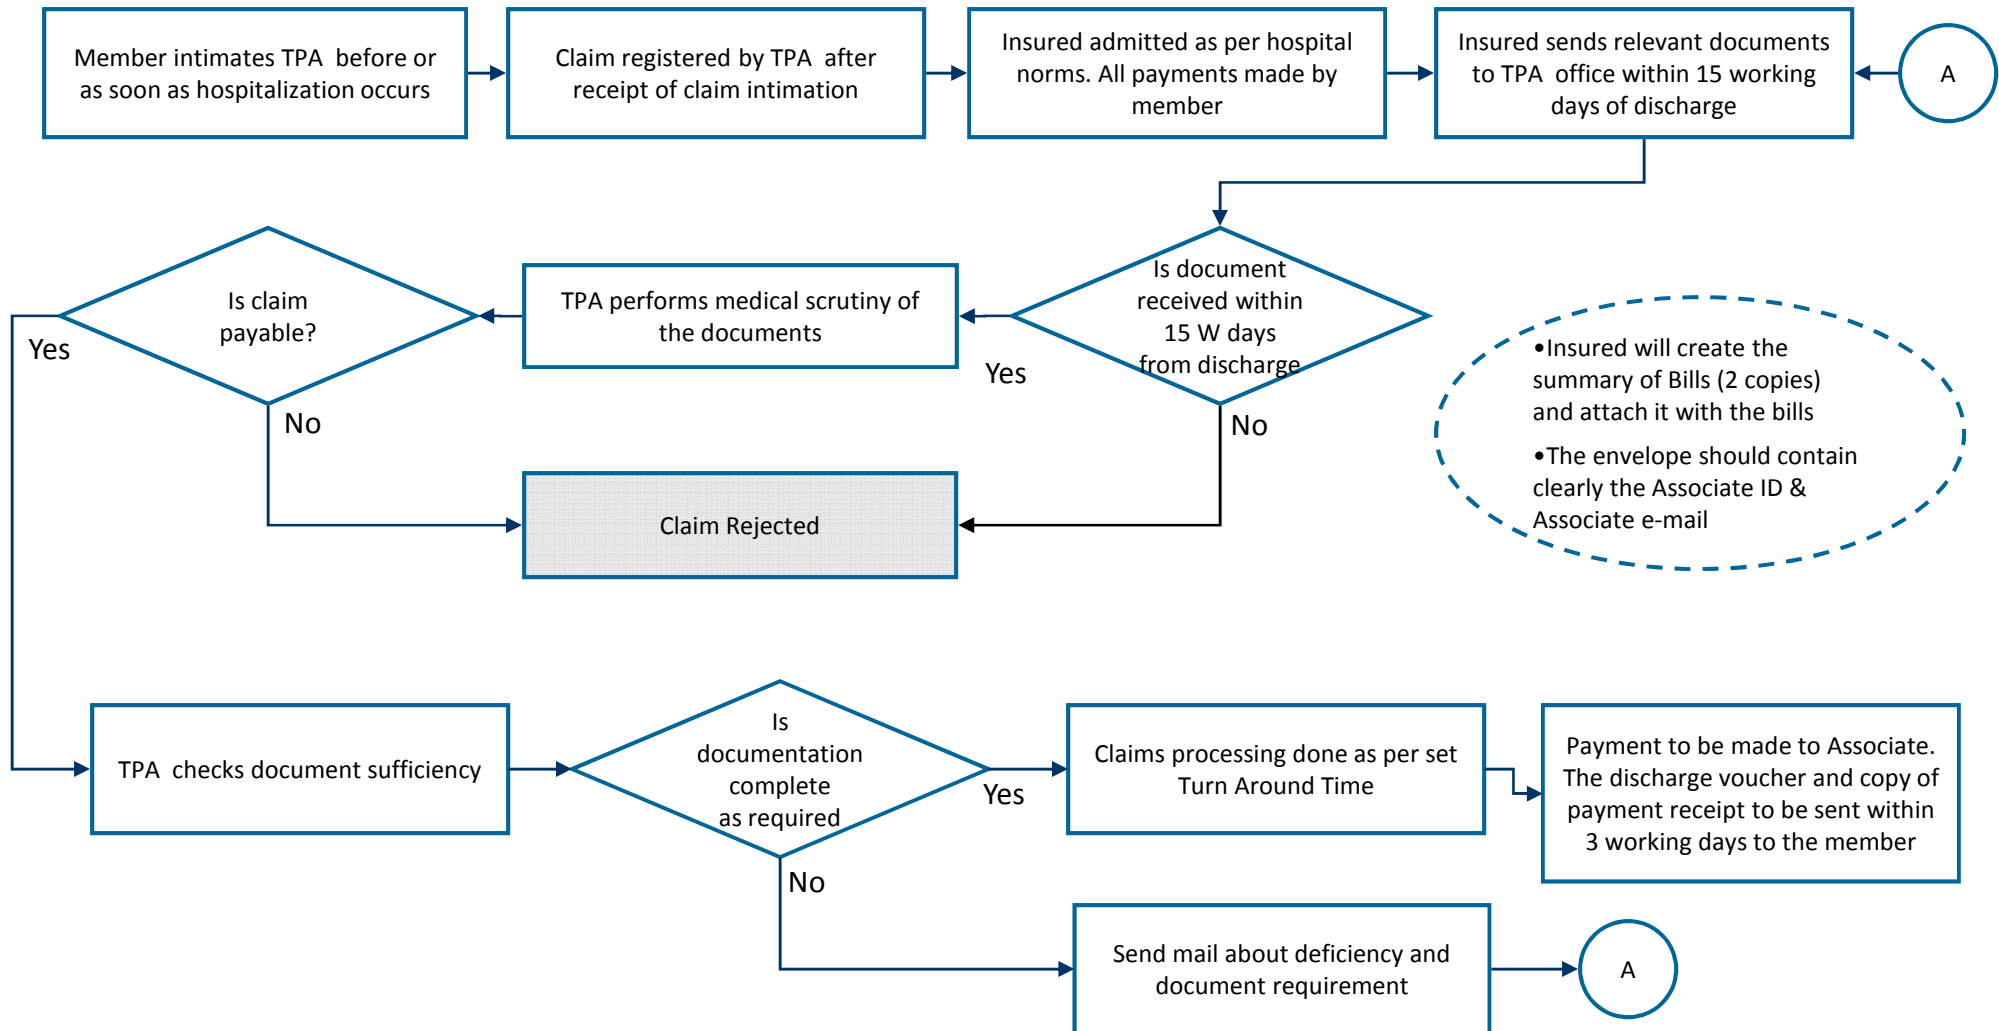 Member intimates TPA before or
as soon as hospitalization occurs
Claim registered by TPA after
receipt of claim intimation
Insured admitted as per hospital
norms. All payments made by
member
Insured sends relevant documents
to TPA office within 15 working
days of discharge
A
Is claim
payable?
TPA performs medical scrutiny of
the documents
Is document
received within
15 W days
from discharge
Yes
Yes
No
No
Claim Rejected
•Insured will create the
summary of Bills (2 copies)
and attach it with the bills
•The envelope should contain
clearly the Associate ID &
Associate e-mail
TPA checks document sufficiency
Is
documentation
complete
as required
Yes
Claims processing done as per set
Turn Around Time
Payment to be made to Associate.
The discharge voucher and copy of
payment receipt to be sent within
3 working days to the member
No
Send mail about deficiency and
document requirement
A